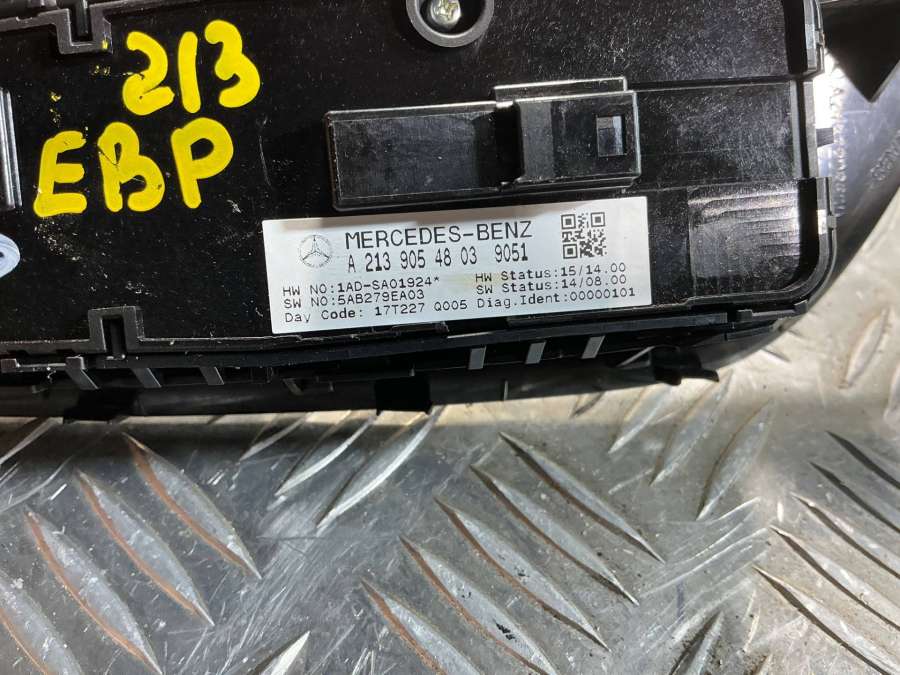 213
EBP
MERCEDES-BENZ
A 213 905 48 03 9051
HW NO:1AD-SA01924* HW Status:15/14.00
SW NO:5AB279EA03 SW Status:14/08.00
Day Code: 17T227 Q005 Diag.Ident:00000101